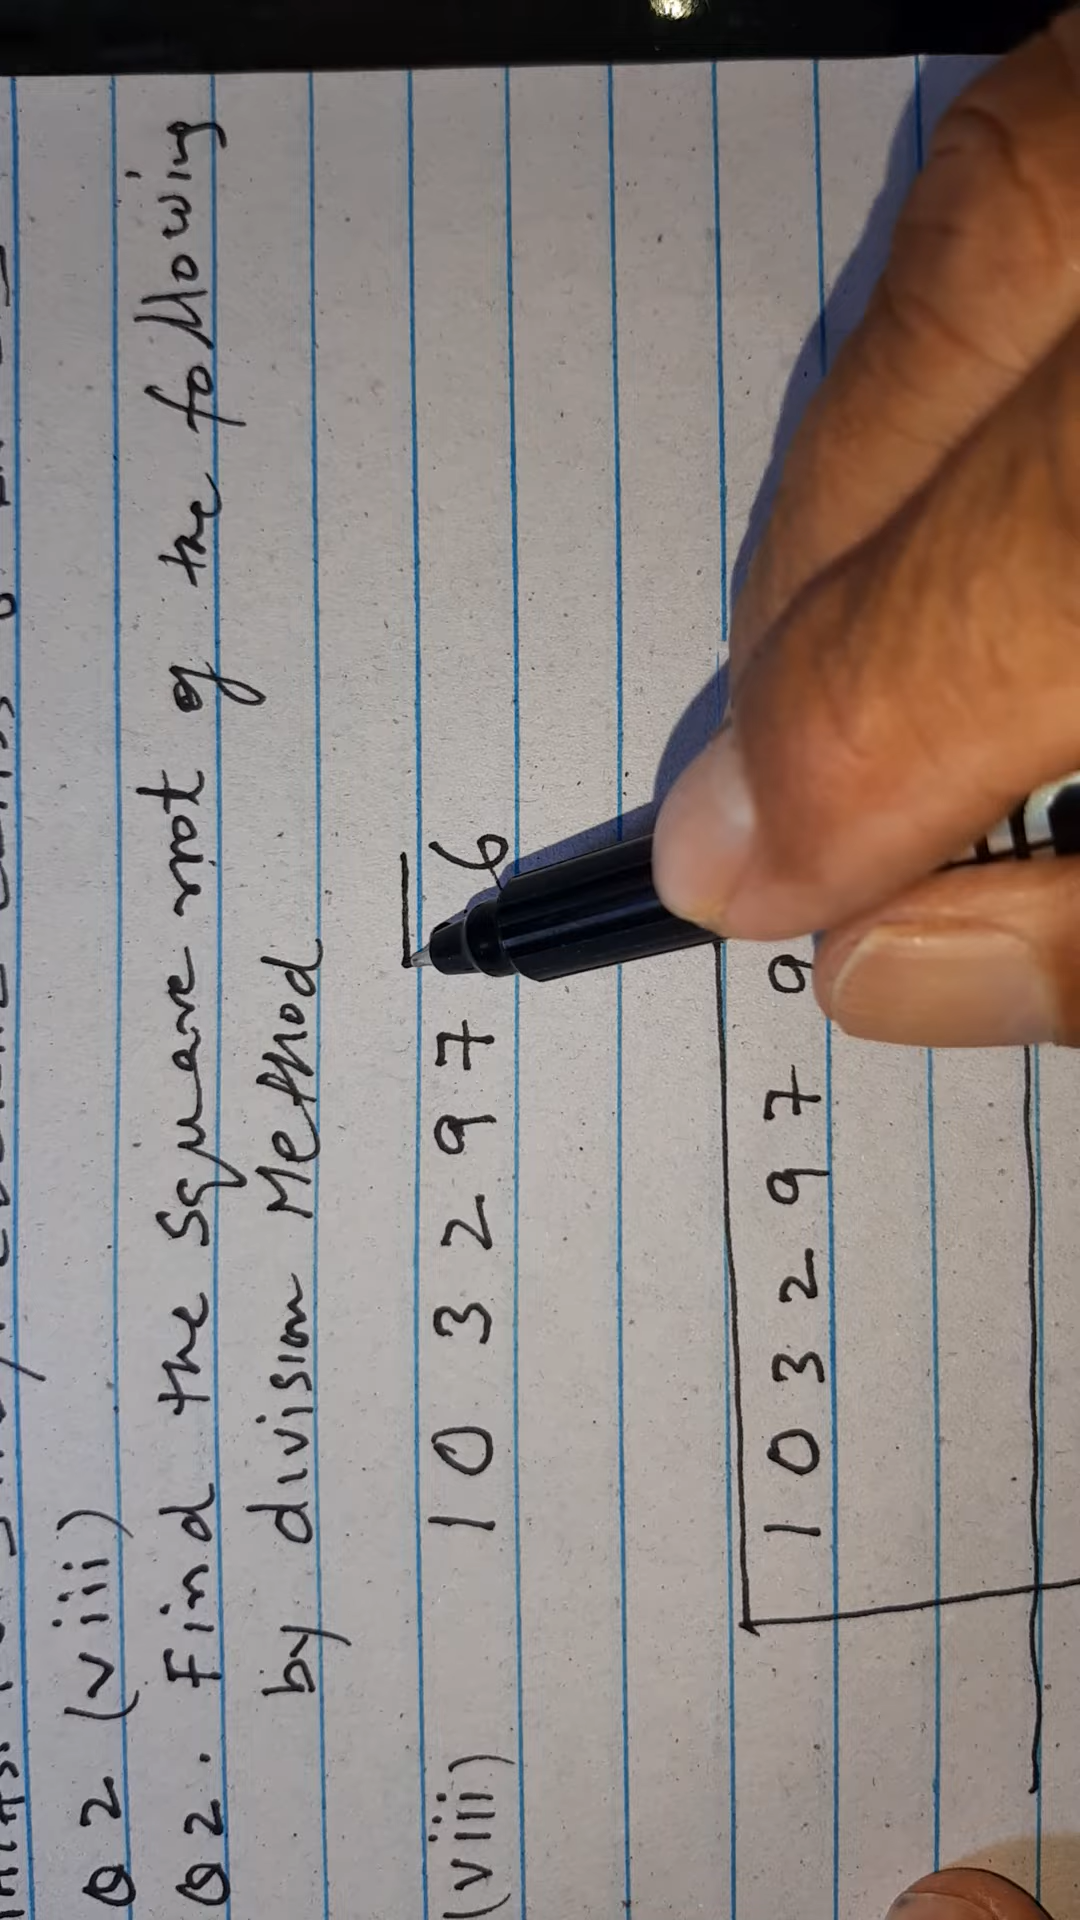 Q 2 (viii)
Q 2. Find the Square root of of the following
by division Method
(viii) 1 0 3 2 9 7 6
1 0 3 2 9 7 9